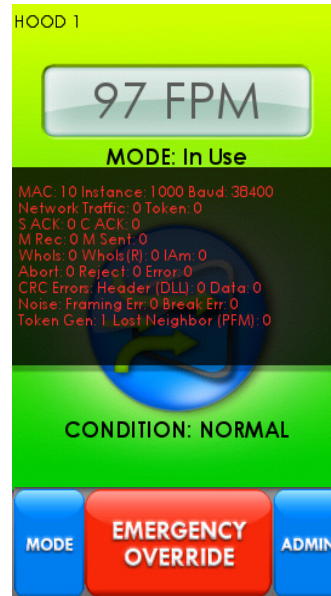 HOOD 1
97 FPM
MODE: In Use
MAC: 10 Instance: 1000 Baud: 38400
Network Traffic: 0 Token: 0
S ACK: 0 C ACK: 0
M Rec: 0 M Sent: 0
WhoIs: 0 WhoIs(R): 0 IAm: 0
Abort: 0 Reject: 0 Error: 0
CRC Errors: Header (DLL): 0 Data: 0
Noise: Framing Err: 0 Break Err: 0
Token Gen: 1 Lost Neighbor (PFM): 0
CONDITION: NORMAL
MODE
EMERGENCY
OVERRIDE
ADMIN